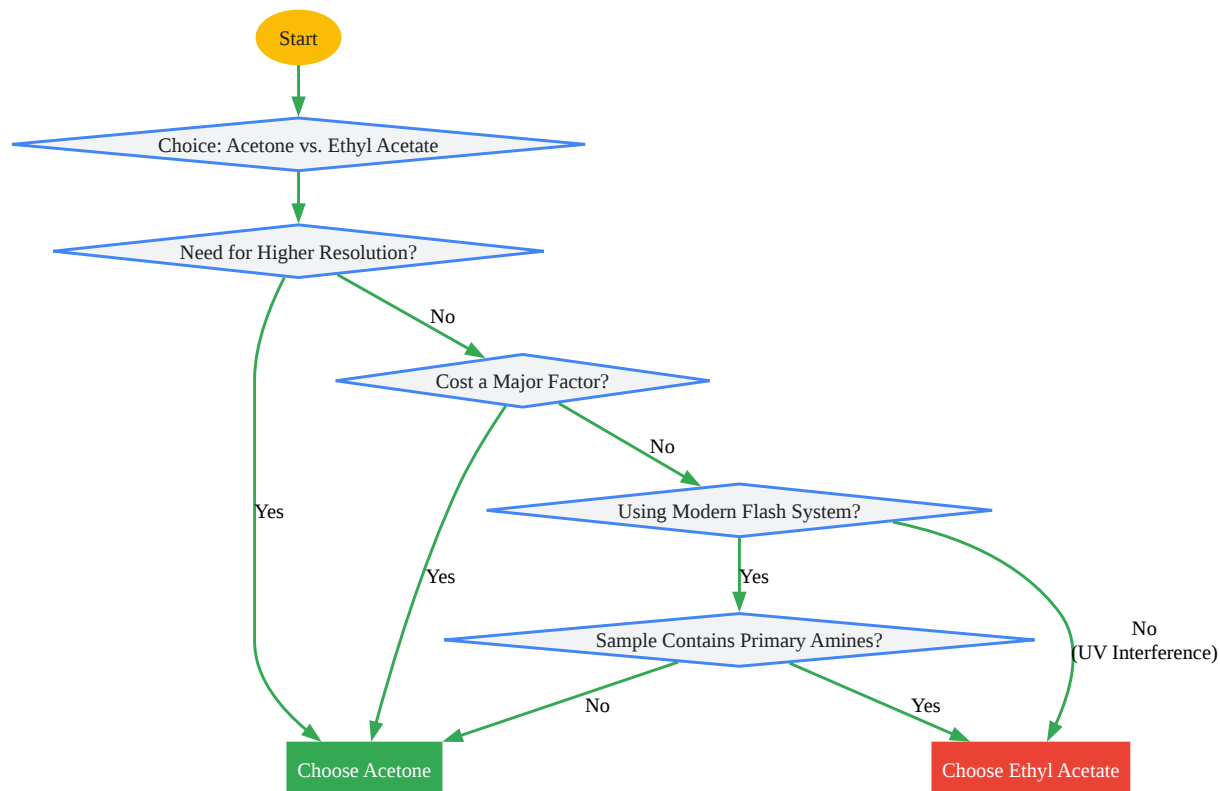 Start
Choice: Acetone vs. Ethyl Acetate
Need for Higher Resolution?
No
Cost a Major Factor?
No
Yes
Using Modern Flash System?
Yes
Yes
No
(UV Interference)
Sample Contains Primary Amines?
No
Yes
Choose Acetone
Choose Ethyl Acetate